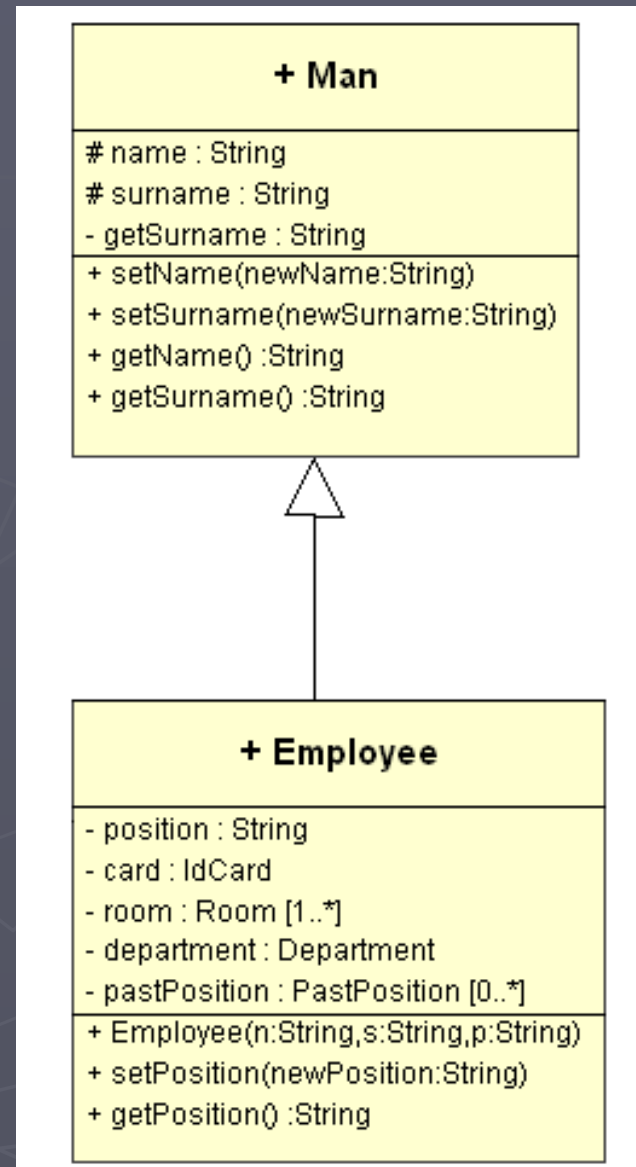 + Man
# name : String
# surname : String
- getSurname : String
+ setName(newName:String)
+ setSurname(newSurname:String)
+ getName() :String
+ getSurname() :String
+ Employee
- position : String
- card : IdCard
- room : Room [1..*]
- department : Department
- pastPosition : PastPosition [0..*]
+ Employee(n:String,s:String,p:String)
+ setPosition(newPosition:String)
+ getPosition() :String